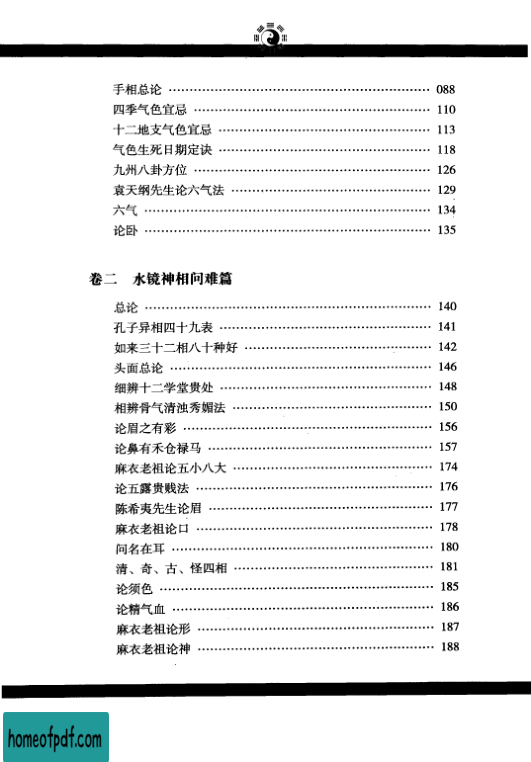 手相总论 ………………………………………… 088
四季气色宜忌 ………………………………………… 110
十二地支气色宜忌 ………………………………………… 113
气色生死日期定诀 ………………………………………… 118
九州八卦方位 ………………………………………… 126
袁天纲先生论六气法 ………………………………………… 129
六气 ………………………………………… 134
论卧 ………………………………………… 135
卷二 水镜神相问难篇
总论 ………………………………………… 140
孔子异相四十九表 ………………………………………… 141
如来三十二相八十种好 ………………………………………… 142
头面总论 ………………………………………… 146
细辨十二学堂贵处 ………………………………………… 148
相辨骨气清浊秀媚法 ………………………………………… 150
论眉之有彩 ………………………………………… 156
论鼻有禾仓禄马 ………………………………………… 157
麻衣老祖论五小八大 ………………………………………… 174
论五露贵贱法 ………………………………………… 176
陈希夷先生论眉 ………………………………………… 177
麻衣老祖论口 ………………………………………… 178
问名在耳 ………………………………………… 180
清、奇、古、怪四相 ………………………………………… 181
论须色 ………………………………………… 185
论精气血 ………………………………………… 186
麻衣老祖论形 ………………………………………… 187
麻衣老祖论神 ………………………………………… 188
homeofpdf.com